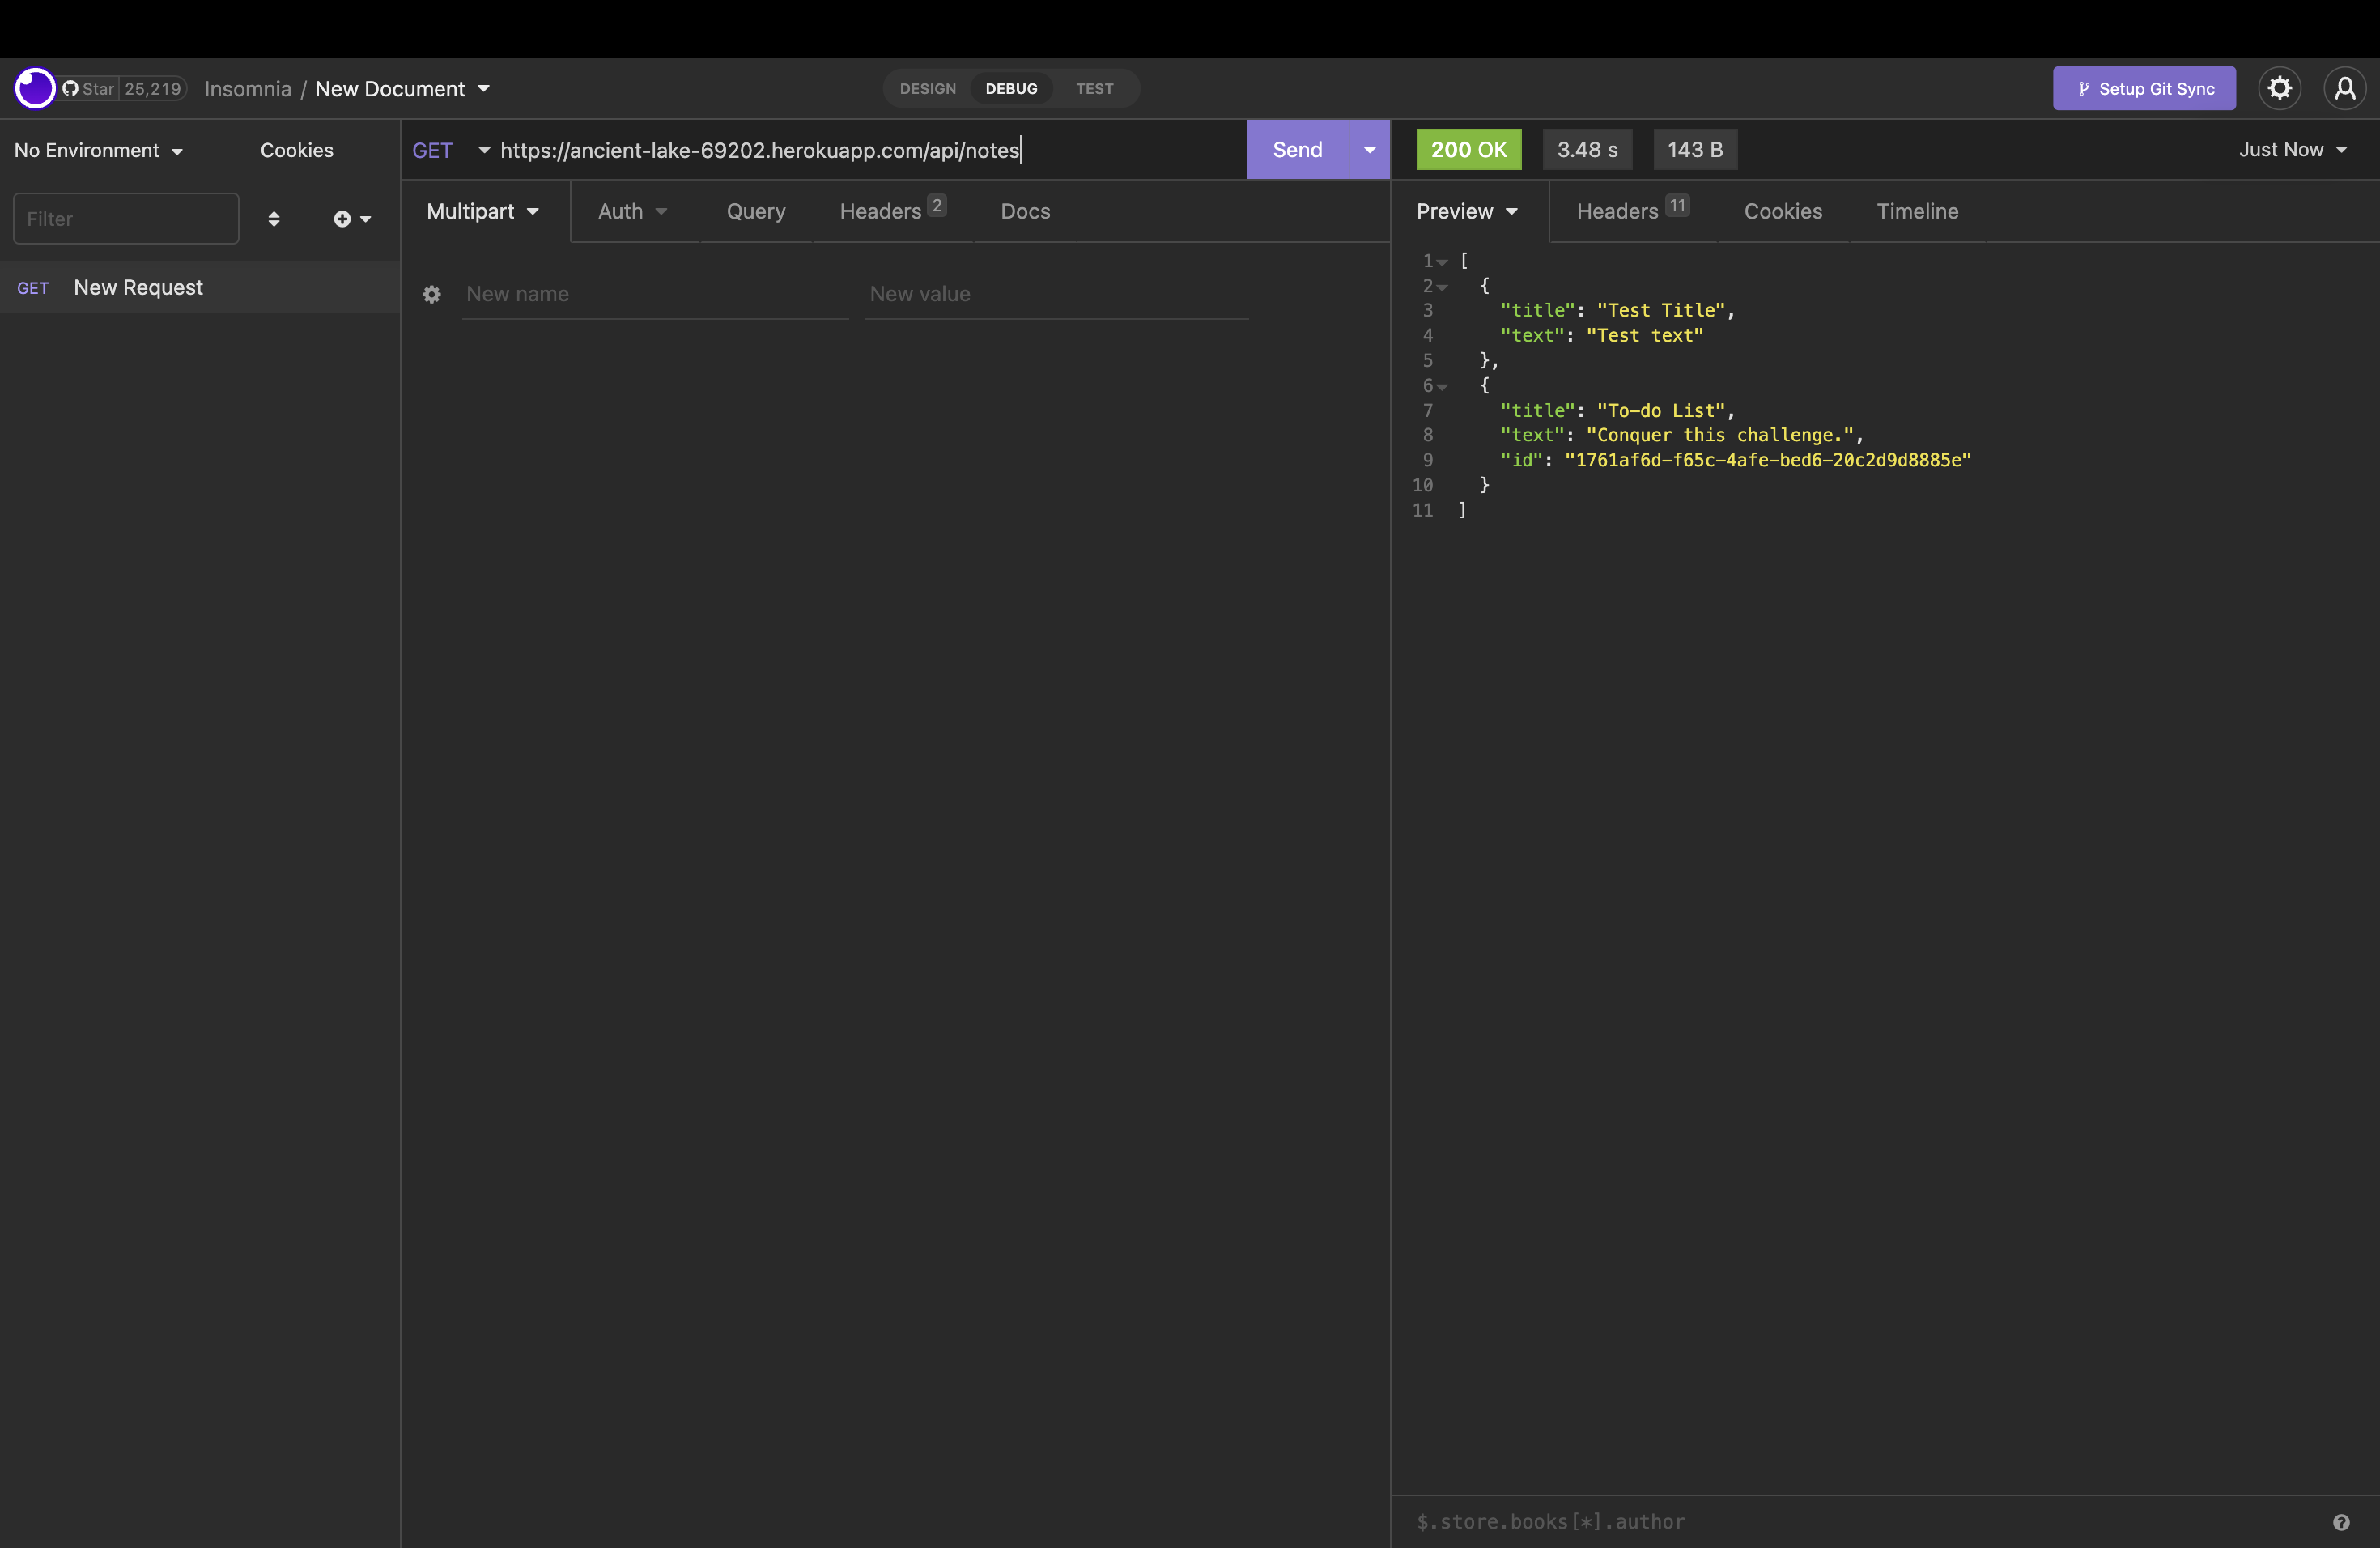 Star 25,219 Insomnia / New Document DESIGN DEBUG TEST Setup Git Sync
No Environment Cookies GET https://ancient-lake-69202.herokuapp.com/api/notes Send 200 OK 3.48 s 143 B Just Now
Filter Multipart Auth Query Headers 2 Docs Preview Headers 11 Cookies Timeline
GET New Request New name New value
1 [
2 {
3 "title": "Test Title",
4 "text": "Test text"
5 },
6 {
7 "title": "To-do List",
8 "text": "Conquer this challenge.",
9 "id": "1761af6d-f65c-4afe-bed6-20c2d9d8885e"
10 }
11 ]
$.store.books[*].author ?